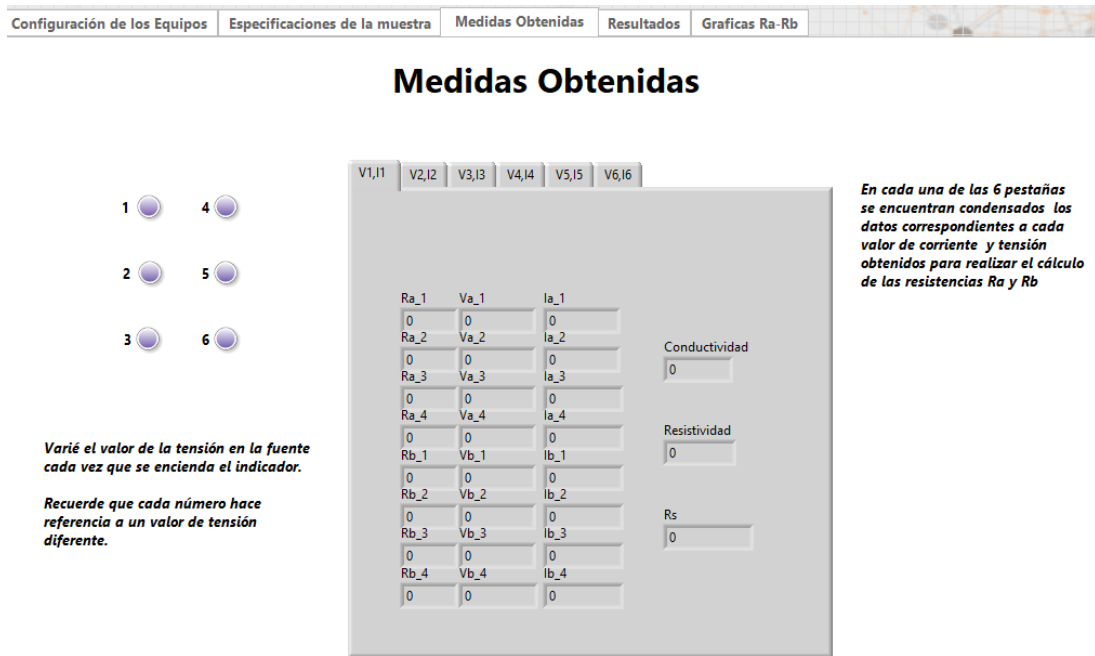 Configuración de los Equipos
Especificaciones de la muestra
Medidas Obtenidas
Resultados
Graficas Ra-Rb
Medidas Obtenidas
1 4
2 5
3 6
Varié el valor de la tensión en la fuente
cada vez que se encienda el indicador.
Recuerde que cada número hace
referencia a un valor de tensión
diferente.
V1,I1 V2,I2 V3,I3 V4,I4 V5,I5 V6,I6
Ra_1 Va_1 Ia_1
0 0 0
Ra_2 Va_2 Ia_2
0 0 0
Ra_3 Va_3 Ia_3
0 0 0
Ra_4 Va_4 Ia_4
0 0 0
Rb_1 Vb_1 Ib_1
0 0 0
Rb_2 Vb_2 Ib_2
0 0 0
Rb_3 Vb_3 Ib_3
0 0 0
Rb_4 Vb_4 Ib_4
0 0 0
Conductividad
0
Resistividad
0
Rs
0
En cada una de las 6 pestañas
se encuentran condensados los
datos correspondientes a cada
valor de corriente y tensión
obtenidos para realizar el cálculo
de las resistencias Ra y Rb